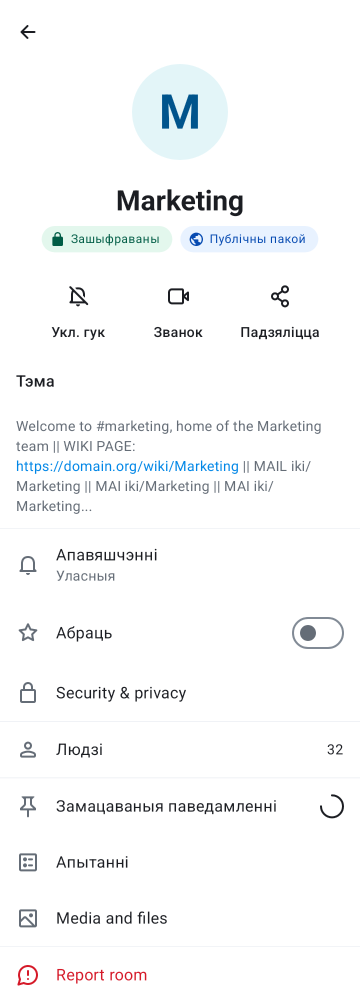 M
Marketing
Зашыфраваны
Публічны пакой
Укл. гук
Званок
Падзяліцца
Тэма
Welcome to #marketing, home of the Marketing
team || WIKI PAGE:
https://domain.org/wiki/Marketing || MAIL iki/
Marketing || MAI iki/Marketing || MAI iki/
Marketing...
Апавяшчэнні
Уласныя
Абраць
Security & privacy
Людзі 32
Замацаваныя паведамленні
Апытанні
Media and files
Report room